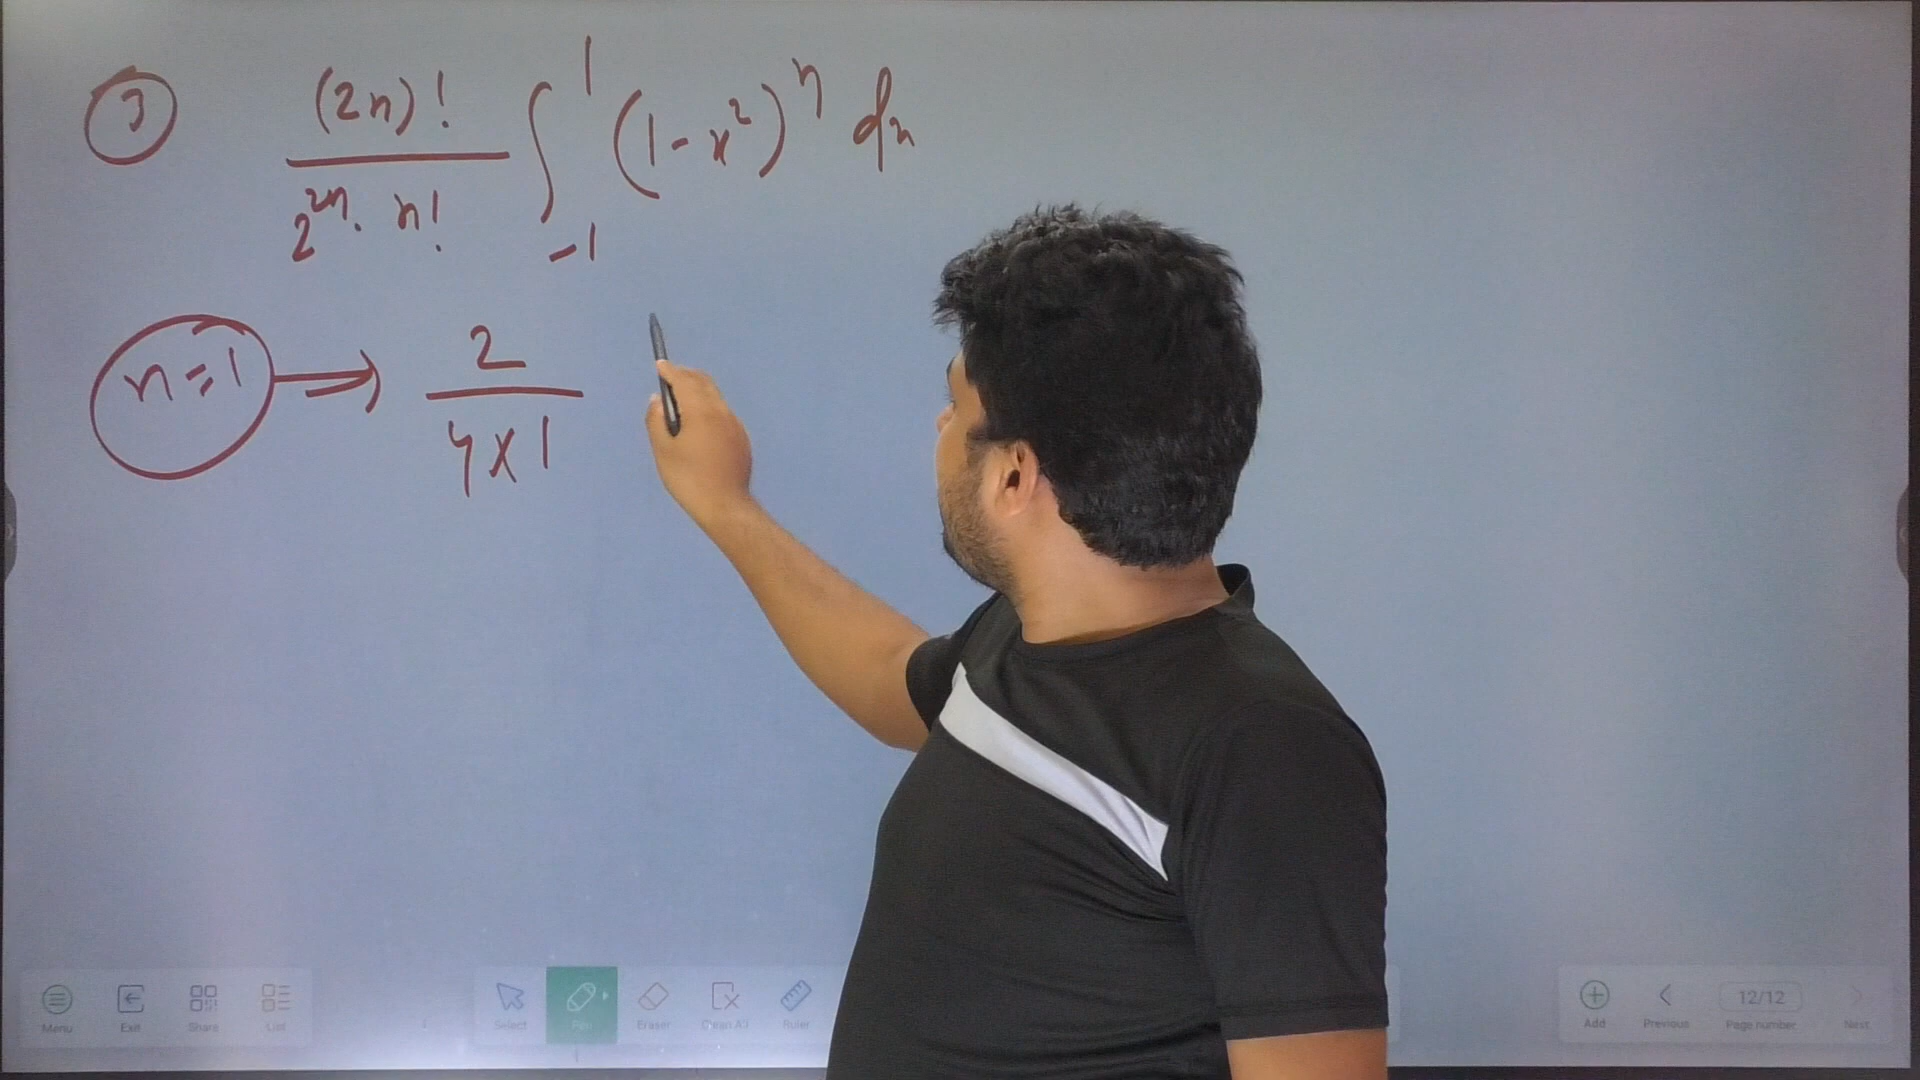 ③ (2n)! / 2^{2n} · n! ∫_{-1}^{1} (1-x²)^n dx
n=1 → 2 / 4×1
Menu Exit Share List Select Pen Eraser Clean All Ruler Add Previous 12/12 Page number Next